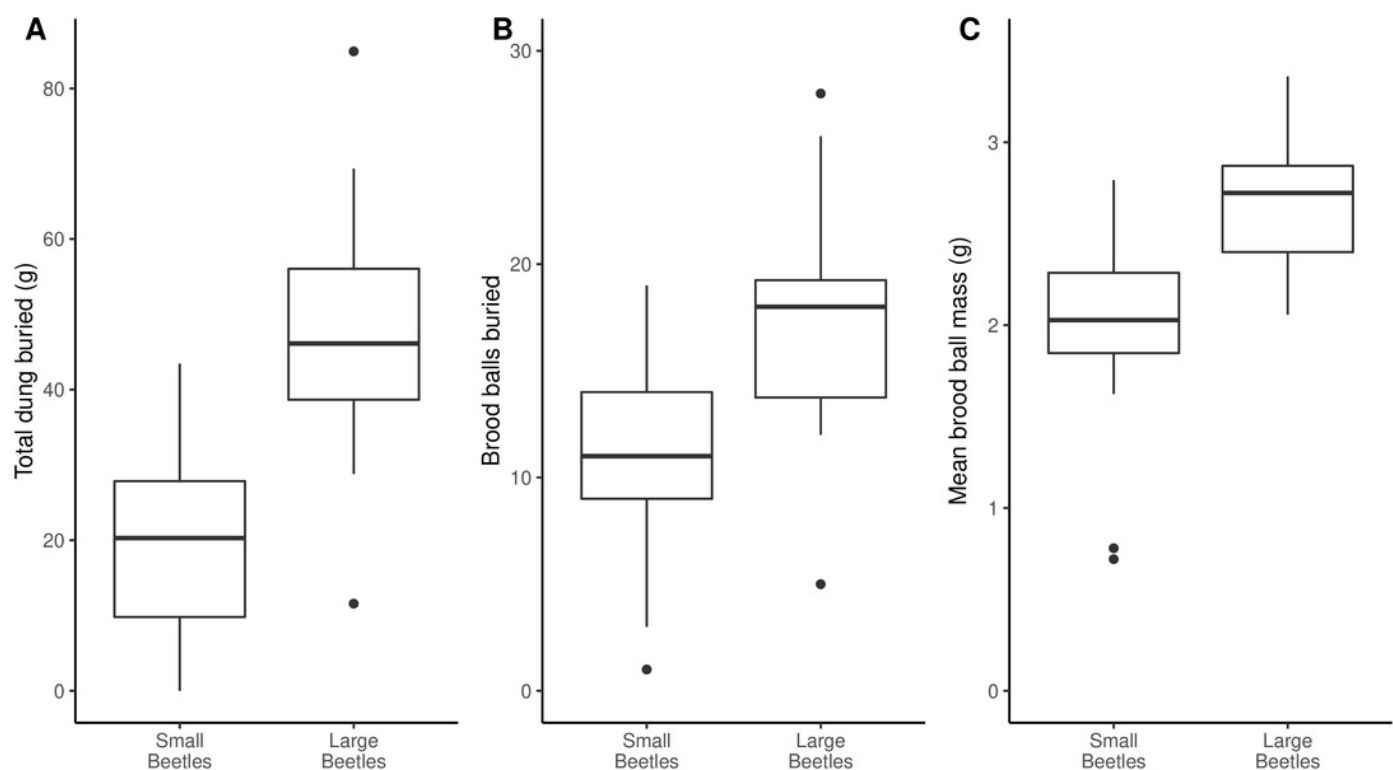 A
Total dung buried (g)
80
60
40
20
0
Small
Beetles
Large
Beetles
B
Brood balls buried
30
20
10
0
Small
Beetles
Large
Beetles
C
Mean brood ball mass (g)
3
2
1
0
Small
Beetles
Large
Beetles